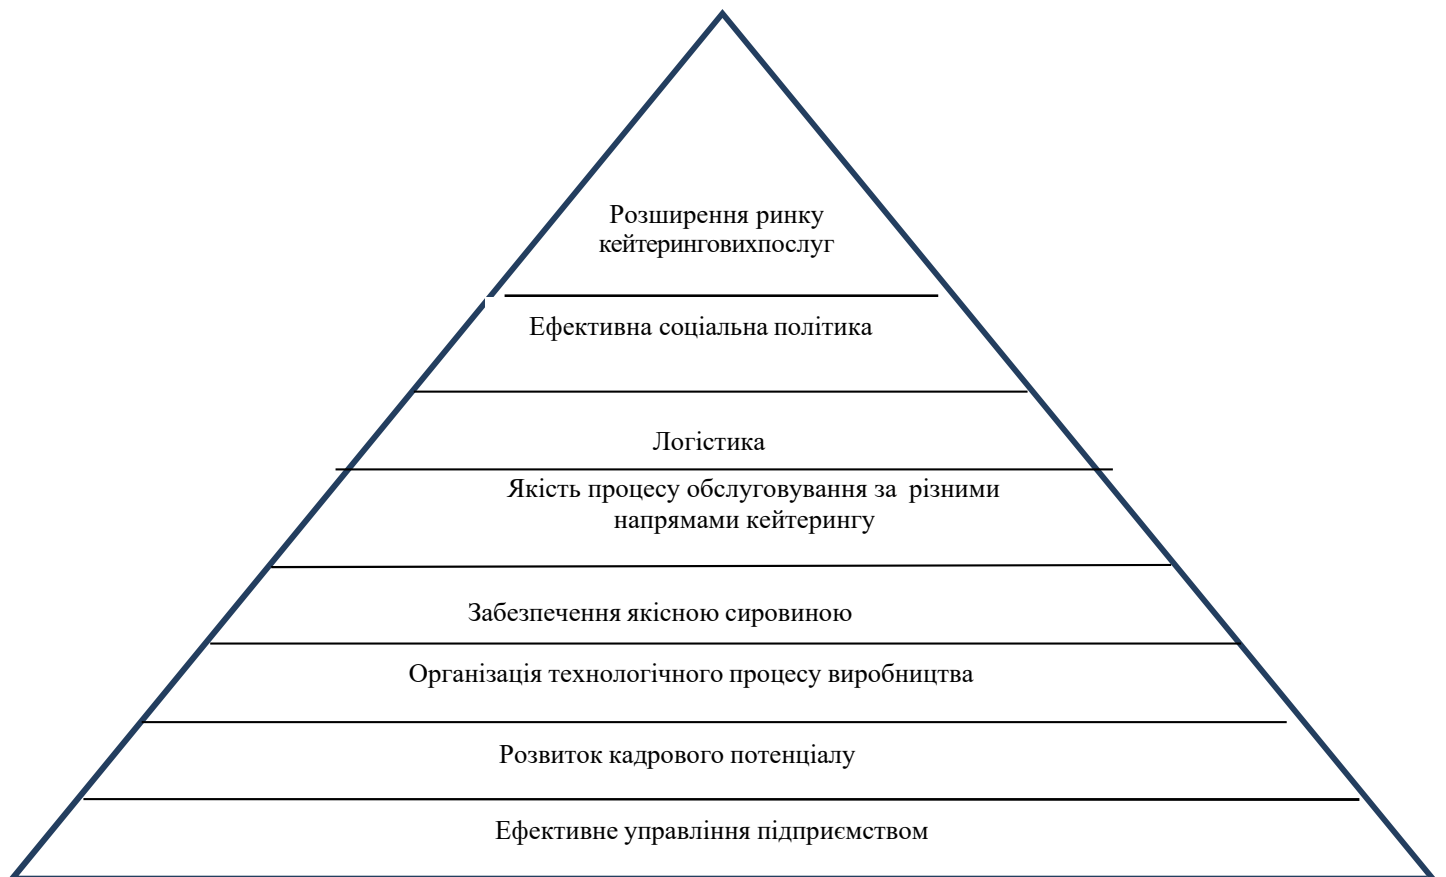 Розширення ринку
кейтеринговихпослуг
Ефективна соціальна політика
Логістика
Якість процесу обслуговування за різними
напрямами кейтерингу
Забезпечення якісною сировиною
Організація технологічного процесу виробництва
Розвиток кадрового потенціалу
Ефективне управління підприємством